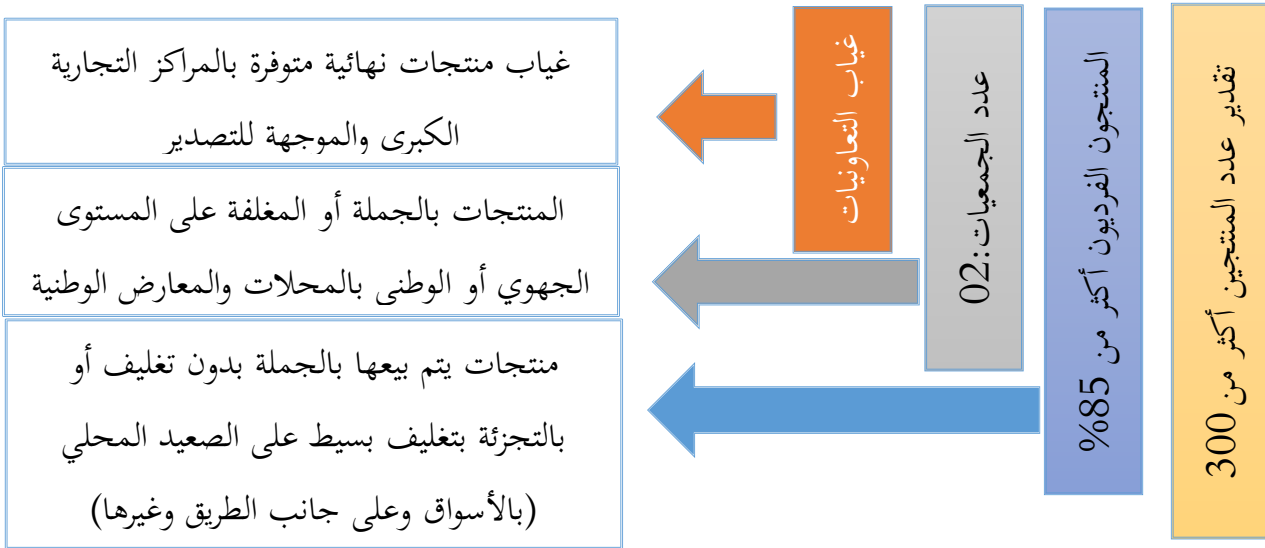 تقدير عدد المنتجين أكثر من 300
المنتجون الفرديون أكثر من 85%
عدد الجمعيات:02
غياب التعاونيات
غياب منتجات نهائية متوفرة بالمراكز التجارية
الكبرى والموجهة للتصدير
المنتجات بالجملة أو المغلفة على المستوى
الجهوي أو الوطني بالمحلات والمعارض الوطنية
منتجات يتم بيعها بالجملة بدون تغليف أو
بالتجزئة بتغليف بسيط على الصعيد المحلي
(بالأسواق وعلى جانب الطريق وغيرها)